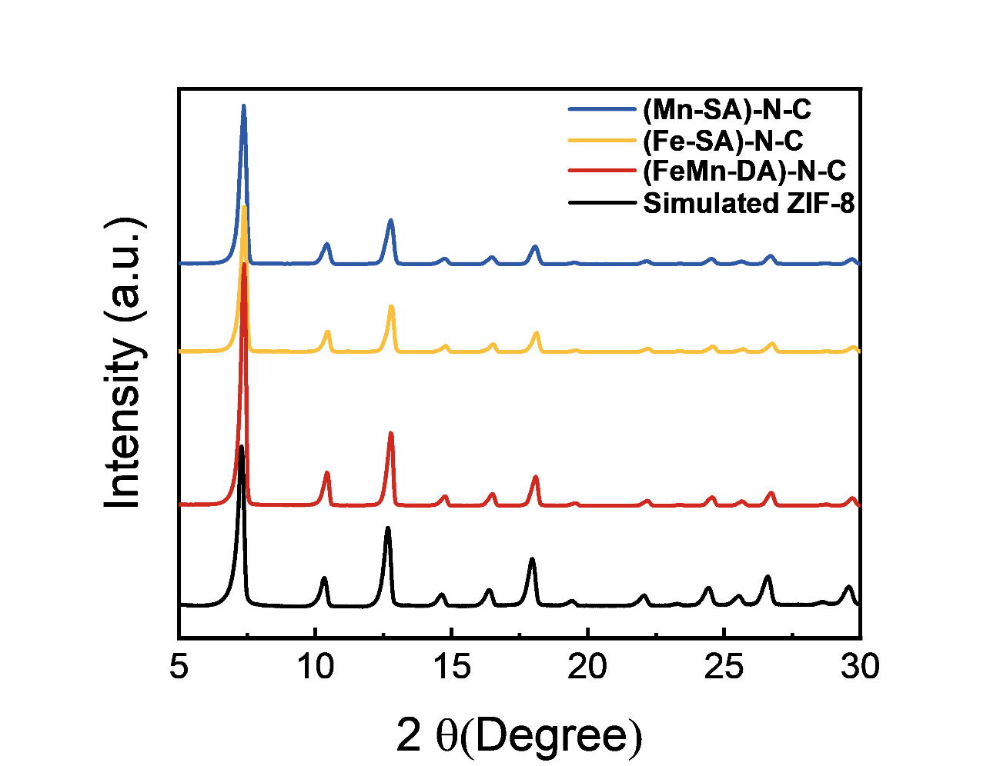 (Mn-SA)-N-C
(Fe-SA)-N-C
(FeMn-DA)-N-C
Simulated ZIF-8
Intensity (a.u.)
5 10 15 20 25 30
2 θ(Degree)